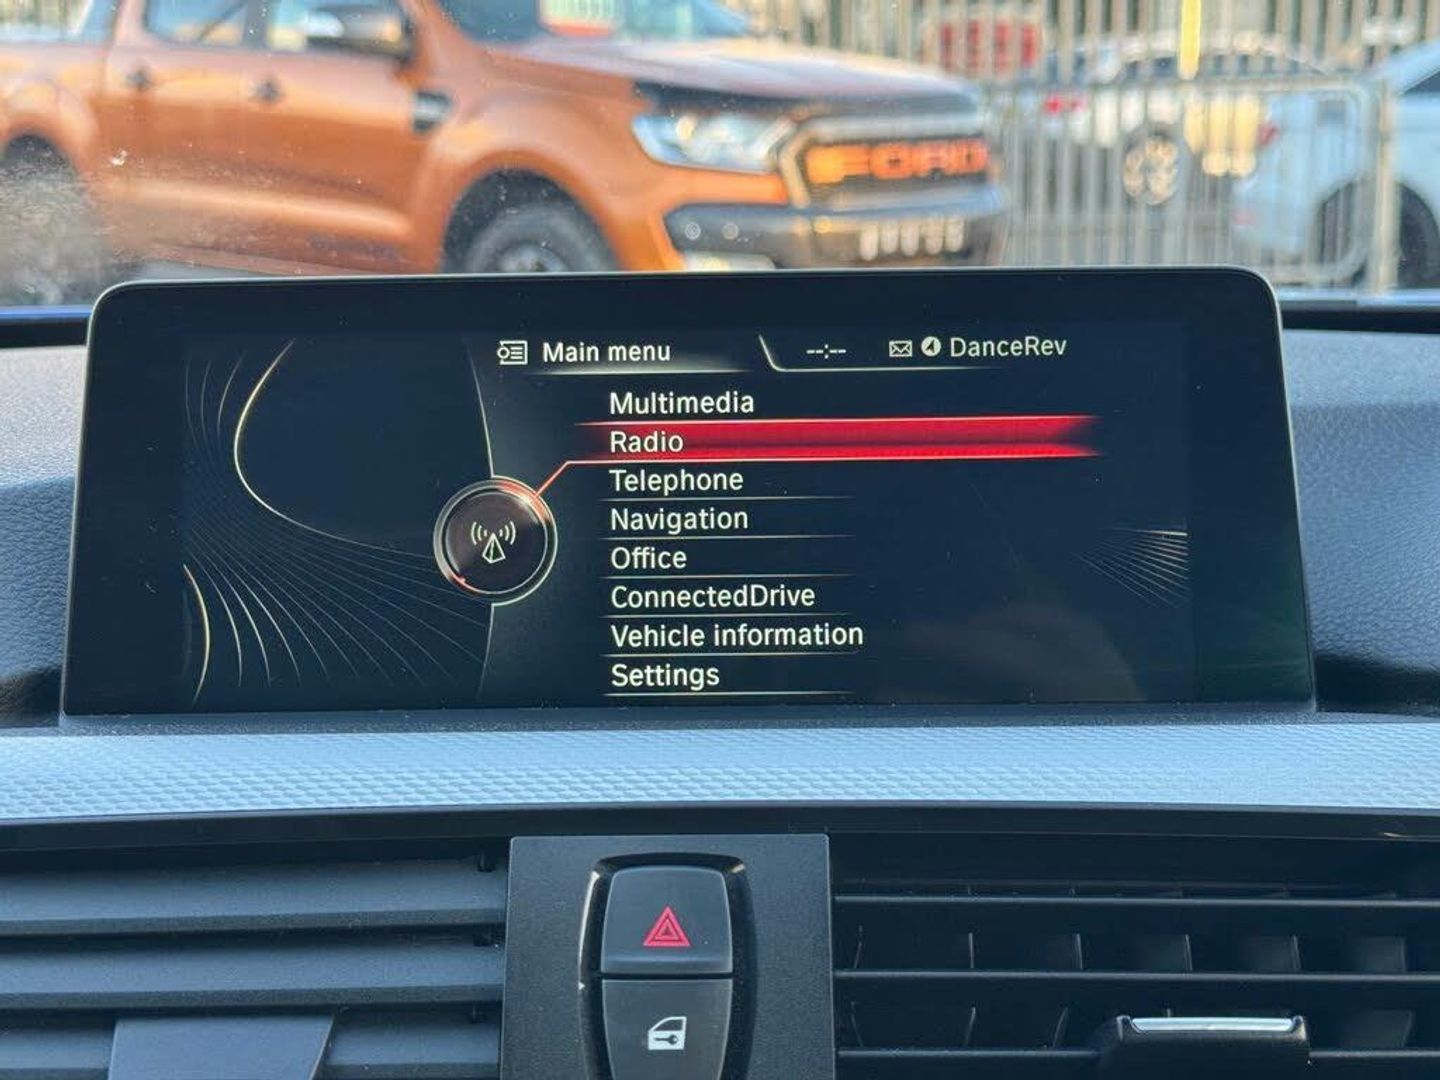 FORD
Main menu
--:--
DanceRev
Multimedia
Radio
Telephone
Navigation
Office
ConnectedDrive
Vehicle information
Settings